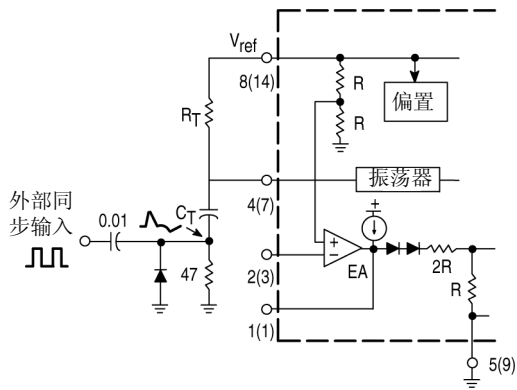 Vref
8(14)
R
R
偏置
RT
振荡器
4(7)
外部同
步输入
0.01
CT
+
+
−
EA
2R
R
47
2(3)
1(1)
5(9)